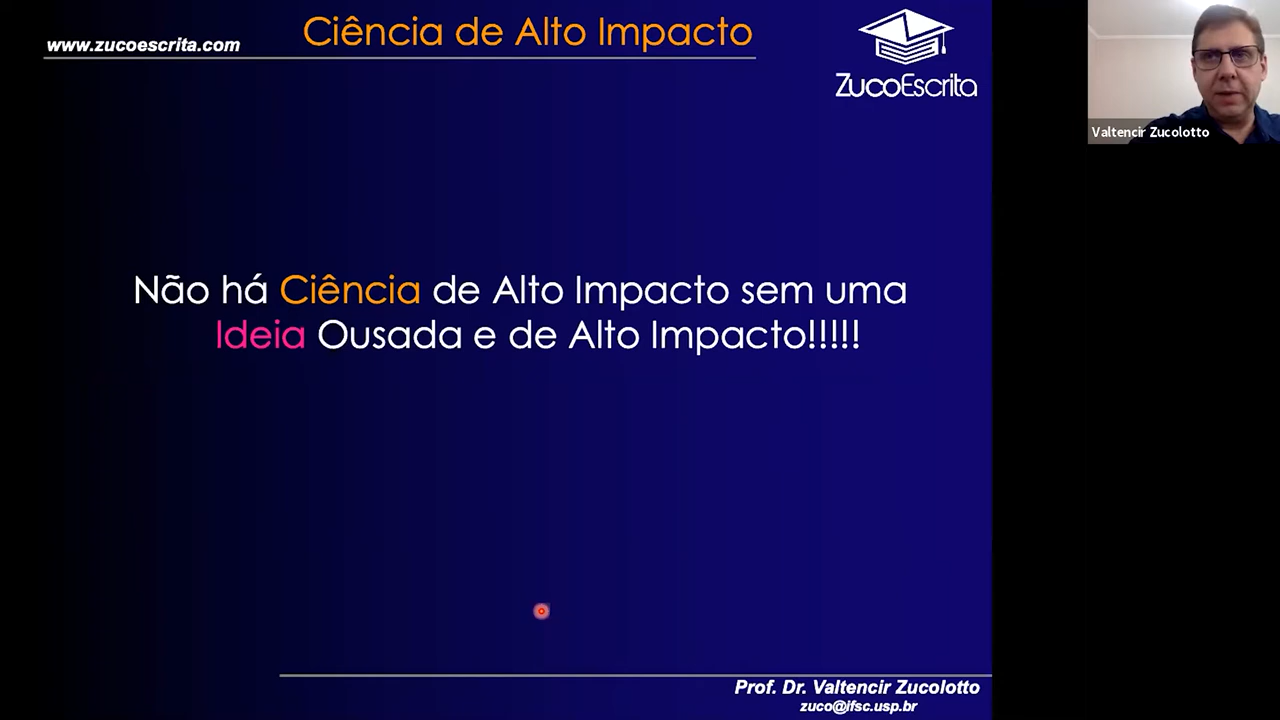 www.zucoescrita.com
Ciência de Alto Impacto
ZucoEscrita
Valtencir Zucolotto
Não há Ciência de Alto Impacto sem uma
Ideia Ousada e de Alto Impacto!!!!!
Prof. Dr. Valtencir Zucolotto
zuco@ifsc.usp.br